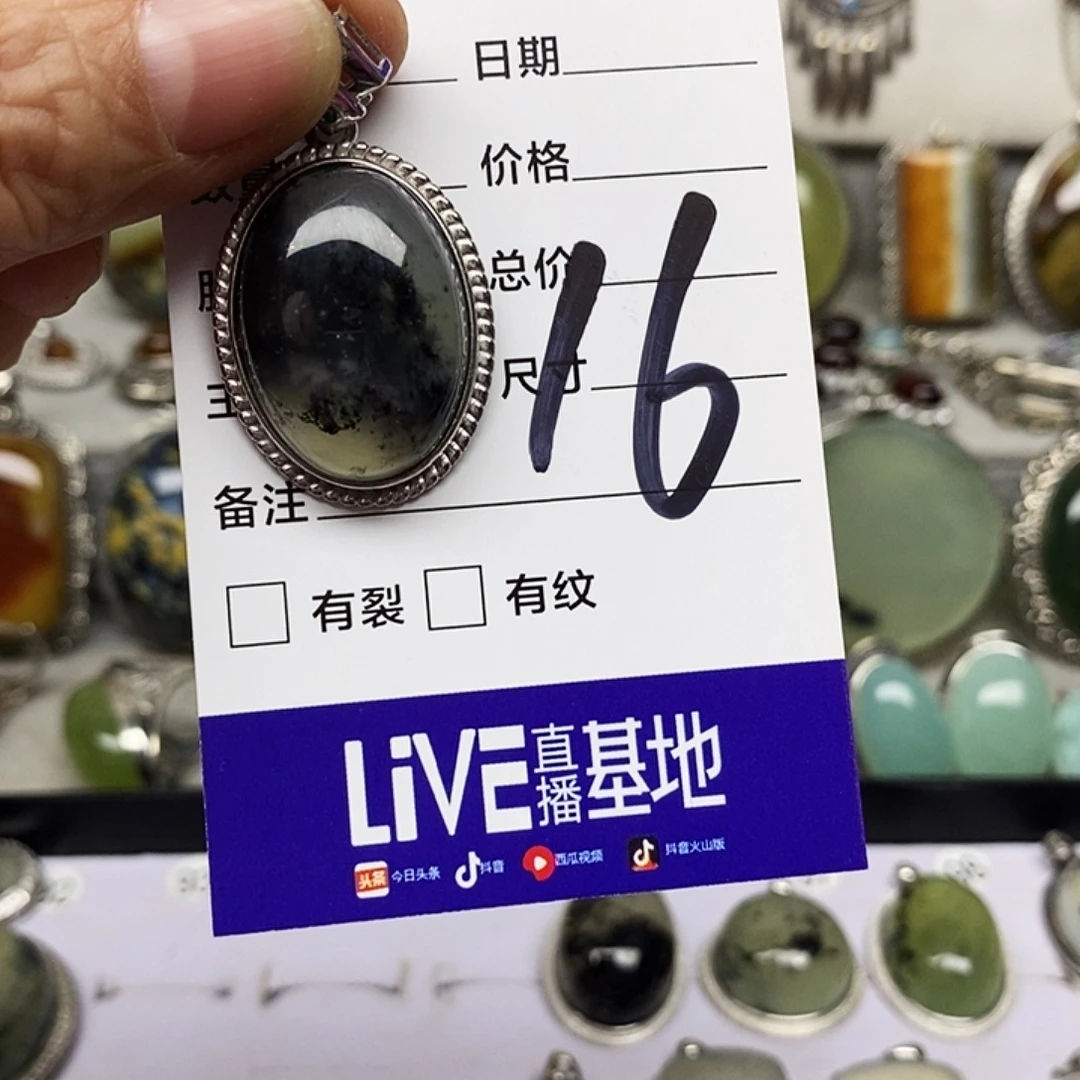 日期
数量 价格
总价
尺寸
16
备注
有裂 有纹
LiVE直播基地
今日头条 抖音 西瓜视频 抖音火山版